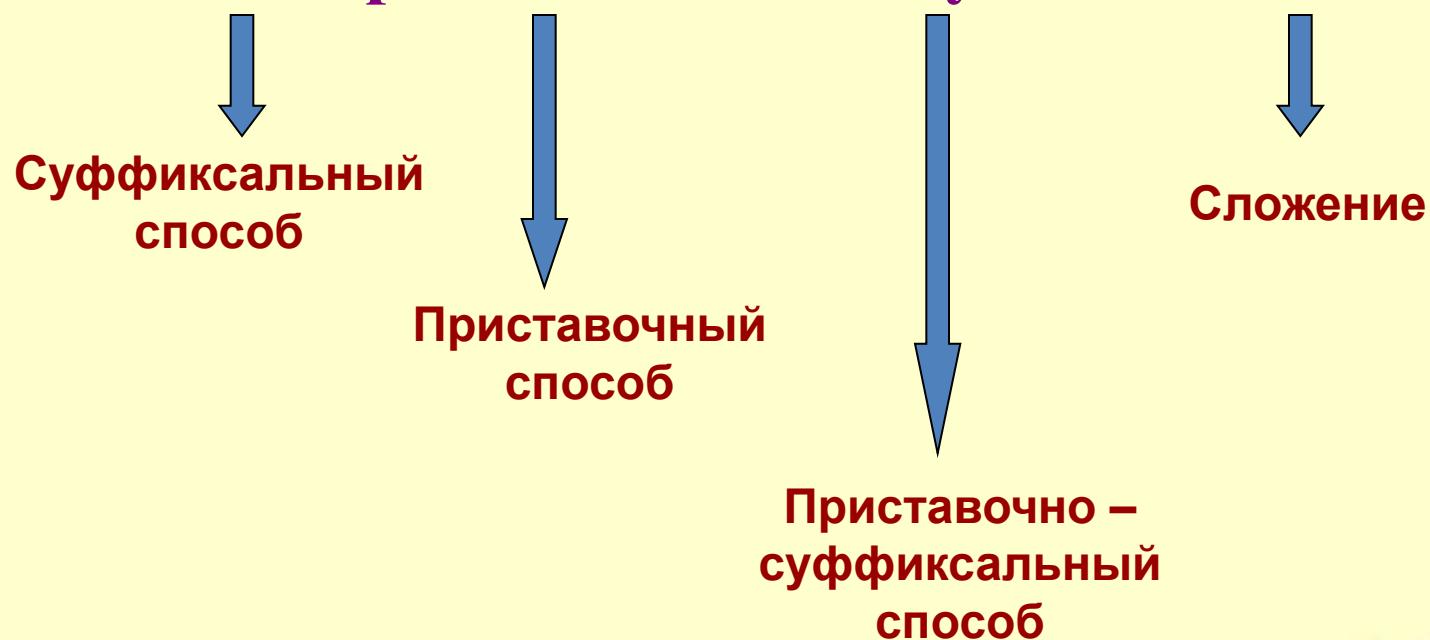 Суффиксальный
способ
Сложение
Приставочный
способ
Приставочно –
суффиксальный
способ